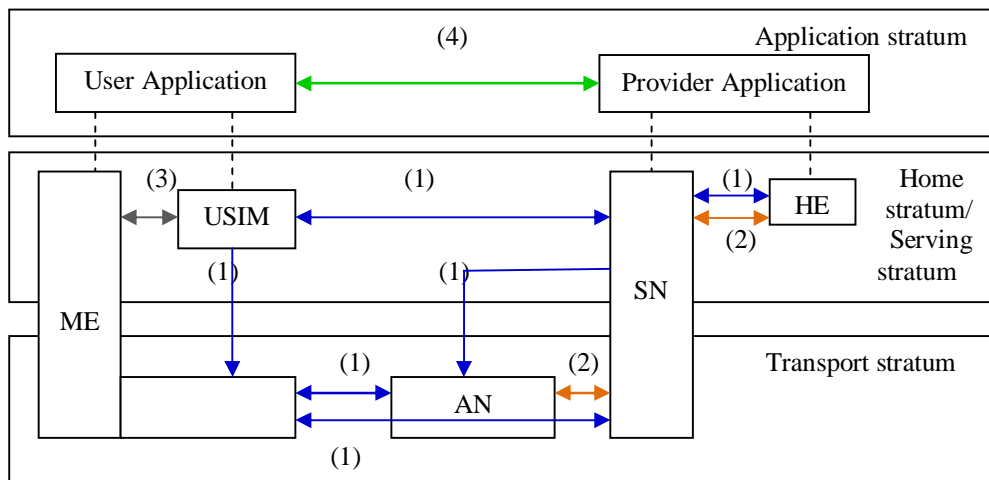 (4)
Application stratum
User Application
Provider Application
(3)
(1)
(1)
Home
stratum/
Serving
stratum
USIM
HE
(2)
(1)
(1)
SN
ME
(1)
(2)
Transport stratum
AN
(1)